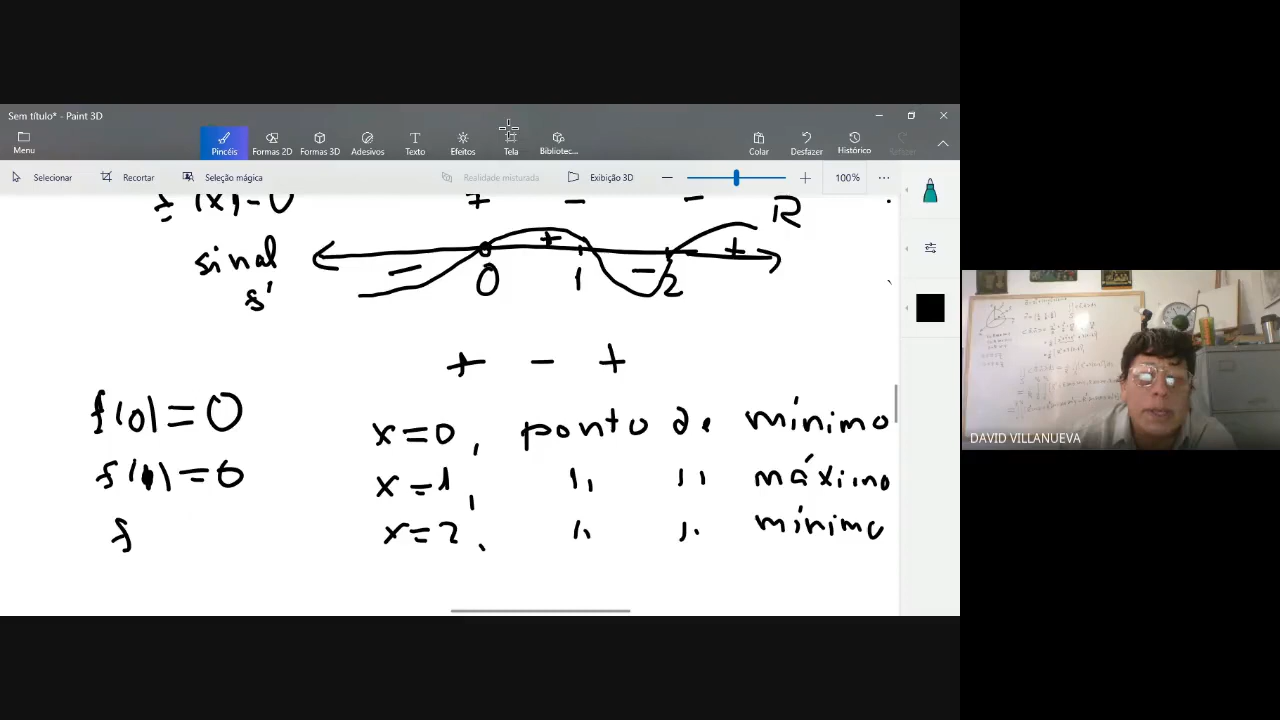 Sem título* - Paint 3D
Menu
Pincéis
Formas 2D
Formas 3D
Adesivos
Texto
Efeitos
Tela
Bibliotec...
Colar
Desfazer
Histórico
Selecionar
Recortar
Seleção mágica
Realidade misturada
Exibição 3D
100%
+ - -
R
sinal
f'
- + - +
0 1 2
+ - +
f(0)=0
x=0, ponto de mínimo
x=1, '' '' máximo
x=2, '' '' mínimo
f
DAVID VILLANUEVA